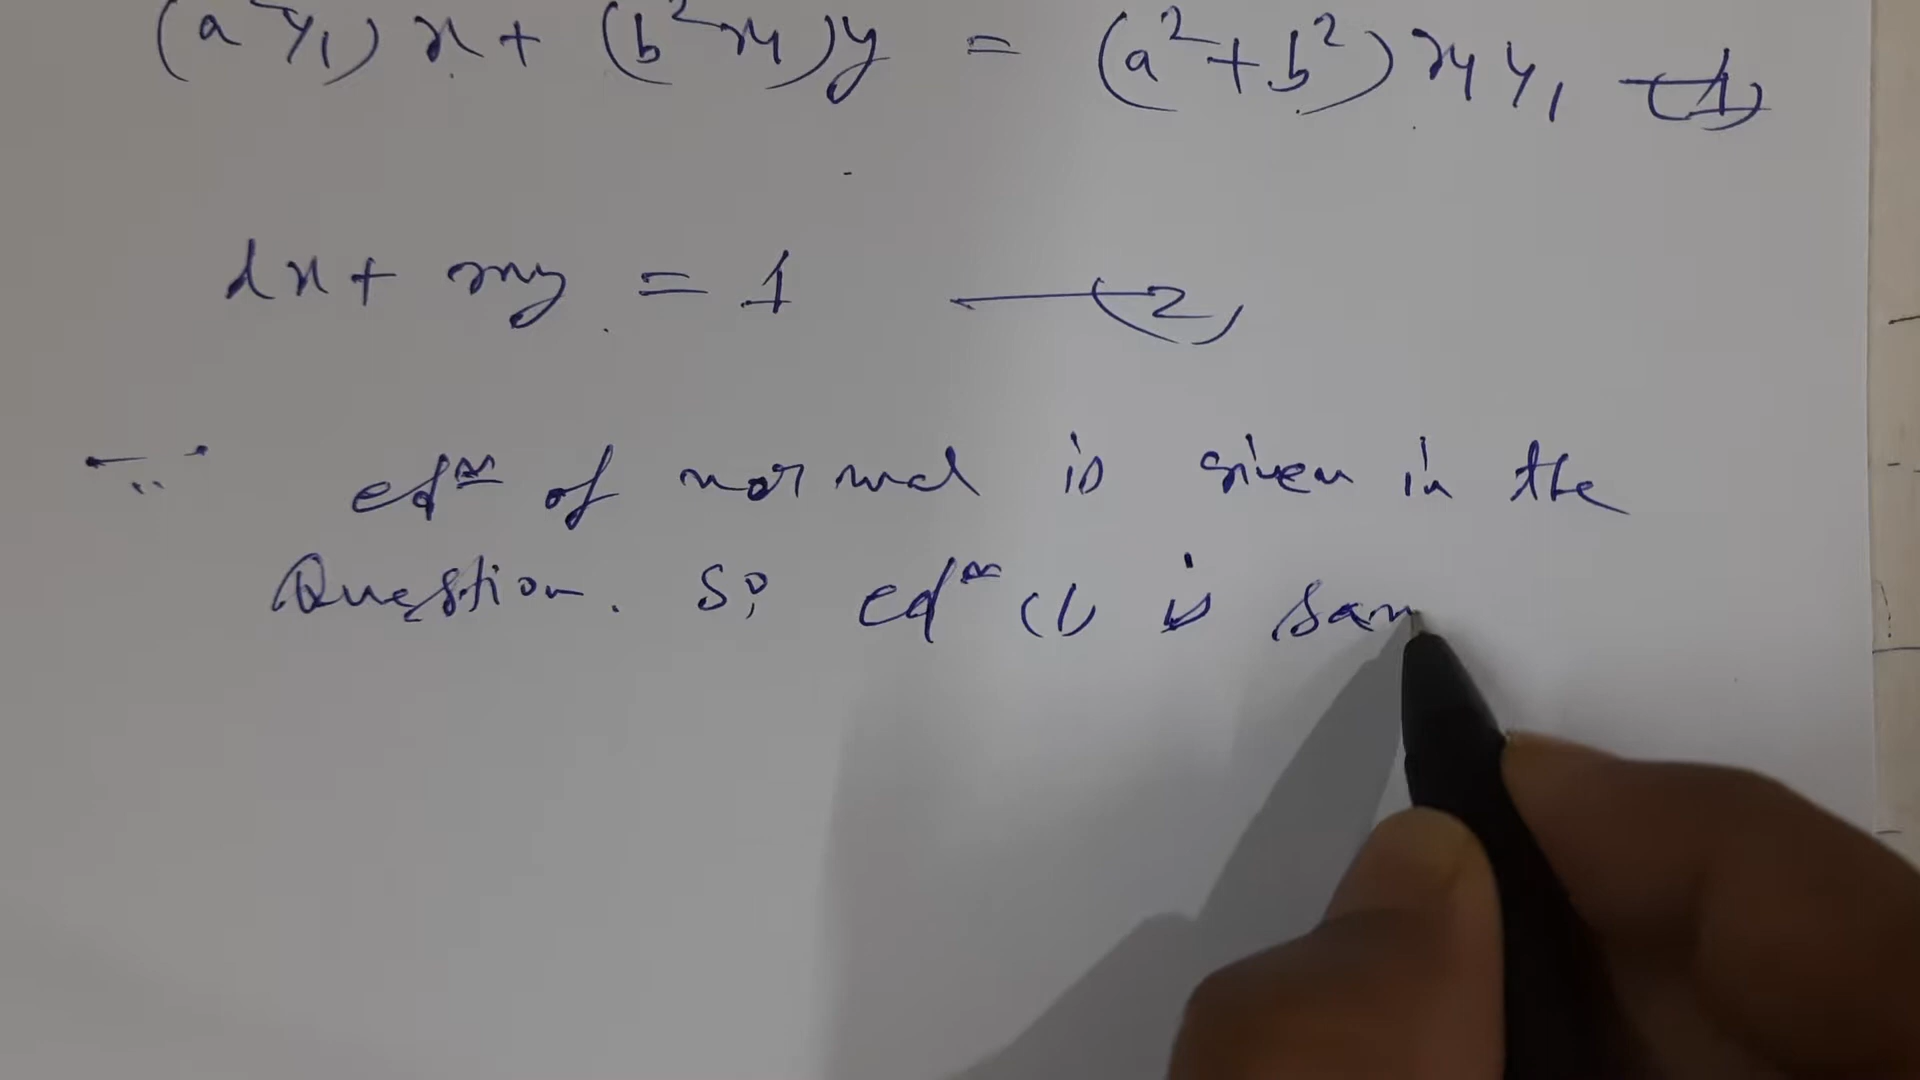 (a²y₁)x + (b²x₁)y = (a²+b²)x₁y₁ —(1)
lx + my = 1 —(2)
∵ eqⁿ of normal is given in the
Question. So eqⁿ (1) is sam